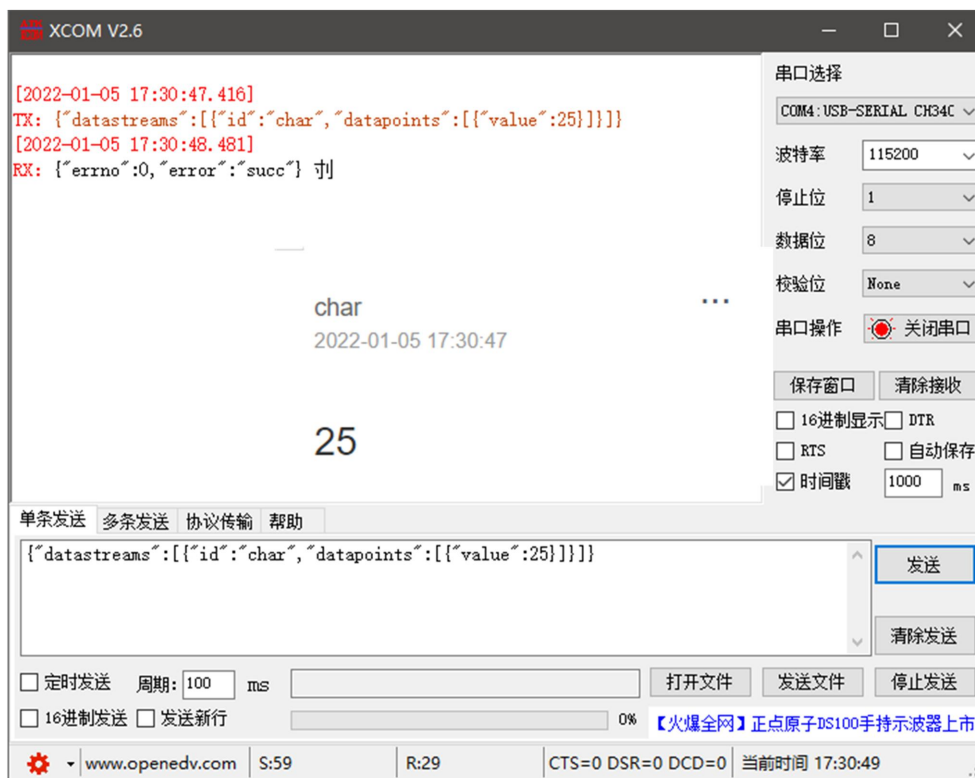 XCOM V2.6
[2022-01-05 17:30:47.416]
TX: {"datastreams":[{"id":"char","datapoints":[{"value":25}]}]}
[2022-01-05 17:30:48.481]
RX: {"errno":0,"error":"succ"}
char
...
2022-01-05 17:30:47
25
串口选择
COM4:USB-SERIAL CH34C
波特率 115200
停止位 1
数据位 8
校验位 None
串口操作 关闭串口
保存窗口 清除接收
16进制显示 DTR
RTS 自动保存
时间戳 1000 ms
单条发送 多条发送 协议传输 帮助
{"datastreams":[{"id":"char","datapoints":[{"value":25}]}]}
发送
清除发送
定时发送 周期: 100 ms 打开文件 发送文件 停止发送
16进制发送 发送新行 0% 【火爆全网】正点原子DS100手持示波器上市
www.openedv.com S:59 R:29 CTS=0 DSR=0 DCD=0 当前时间 17:30:49